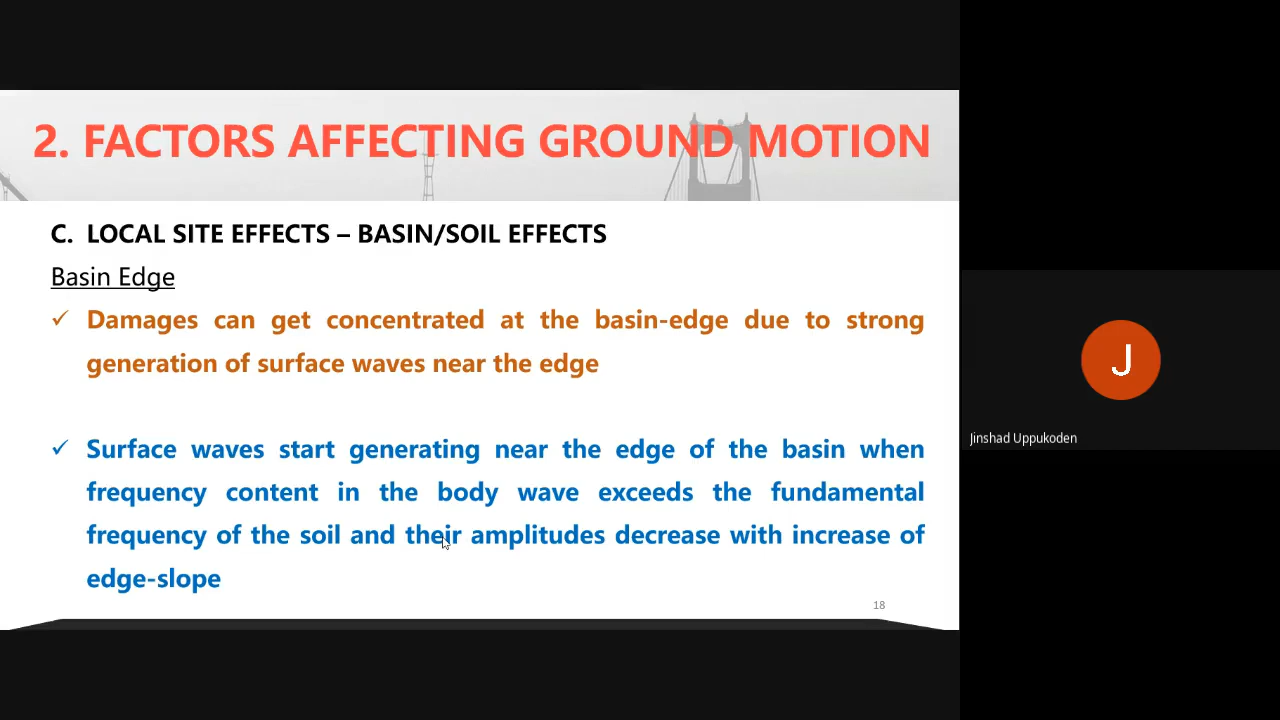 2. FACTORS AFFECTING GROUND MOTION
C. LOCAL SITE EFFECTS – BASIN/SOIL EFFECTS
Basin Edge
✓ Damages can get concentrated at the basin-edge due to strong
generation of surface waves near the edge
✓ Surface waves start generating near the edge of the basin when
frequency content in the body wave exceeds the fundamental
frequency of the soil and their amplitudes decrease with increase of
edge-slope
18
J
Jinshad Uppukoden